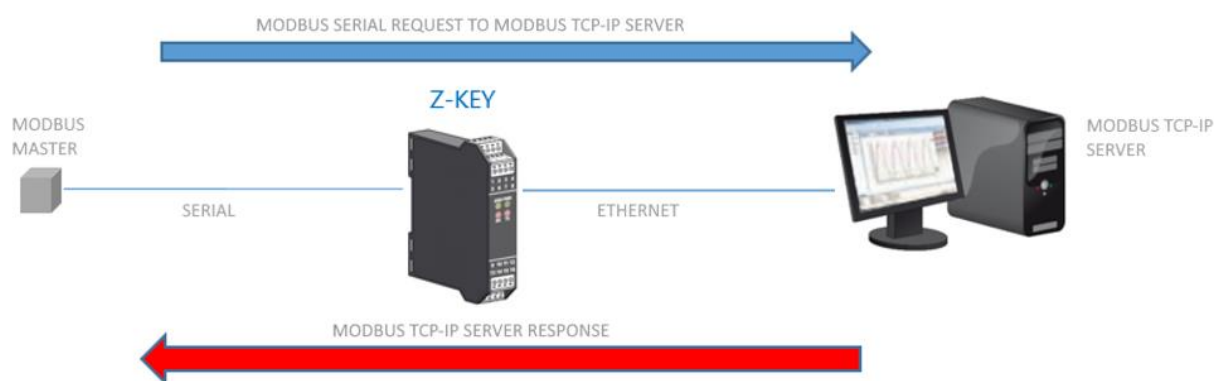 MODBUS SERIAL REQUEST TO MODBUS TCP-IP SERVER
Z-KEY
MODBUS
MASTER
MODBUS TCP-IP
SERVER
SERIAL
ETHERNET
MODBUS TCP-IP SERVER RESPONSE